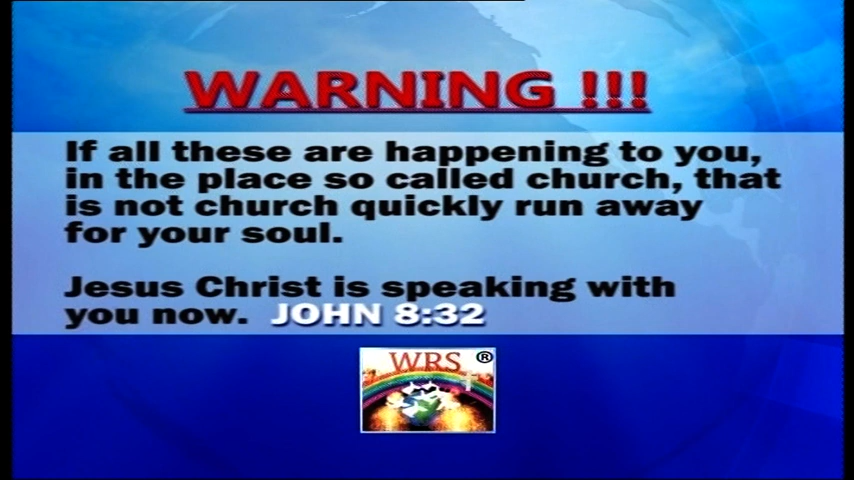 WARNING !!!
If all these are happening to you,
in the place so called church, that
is not church quickly run away
for your soul.
Jesus Christ is speaking with
you now. JOHN 8:32
WRS ®